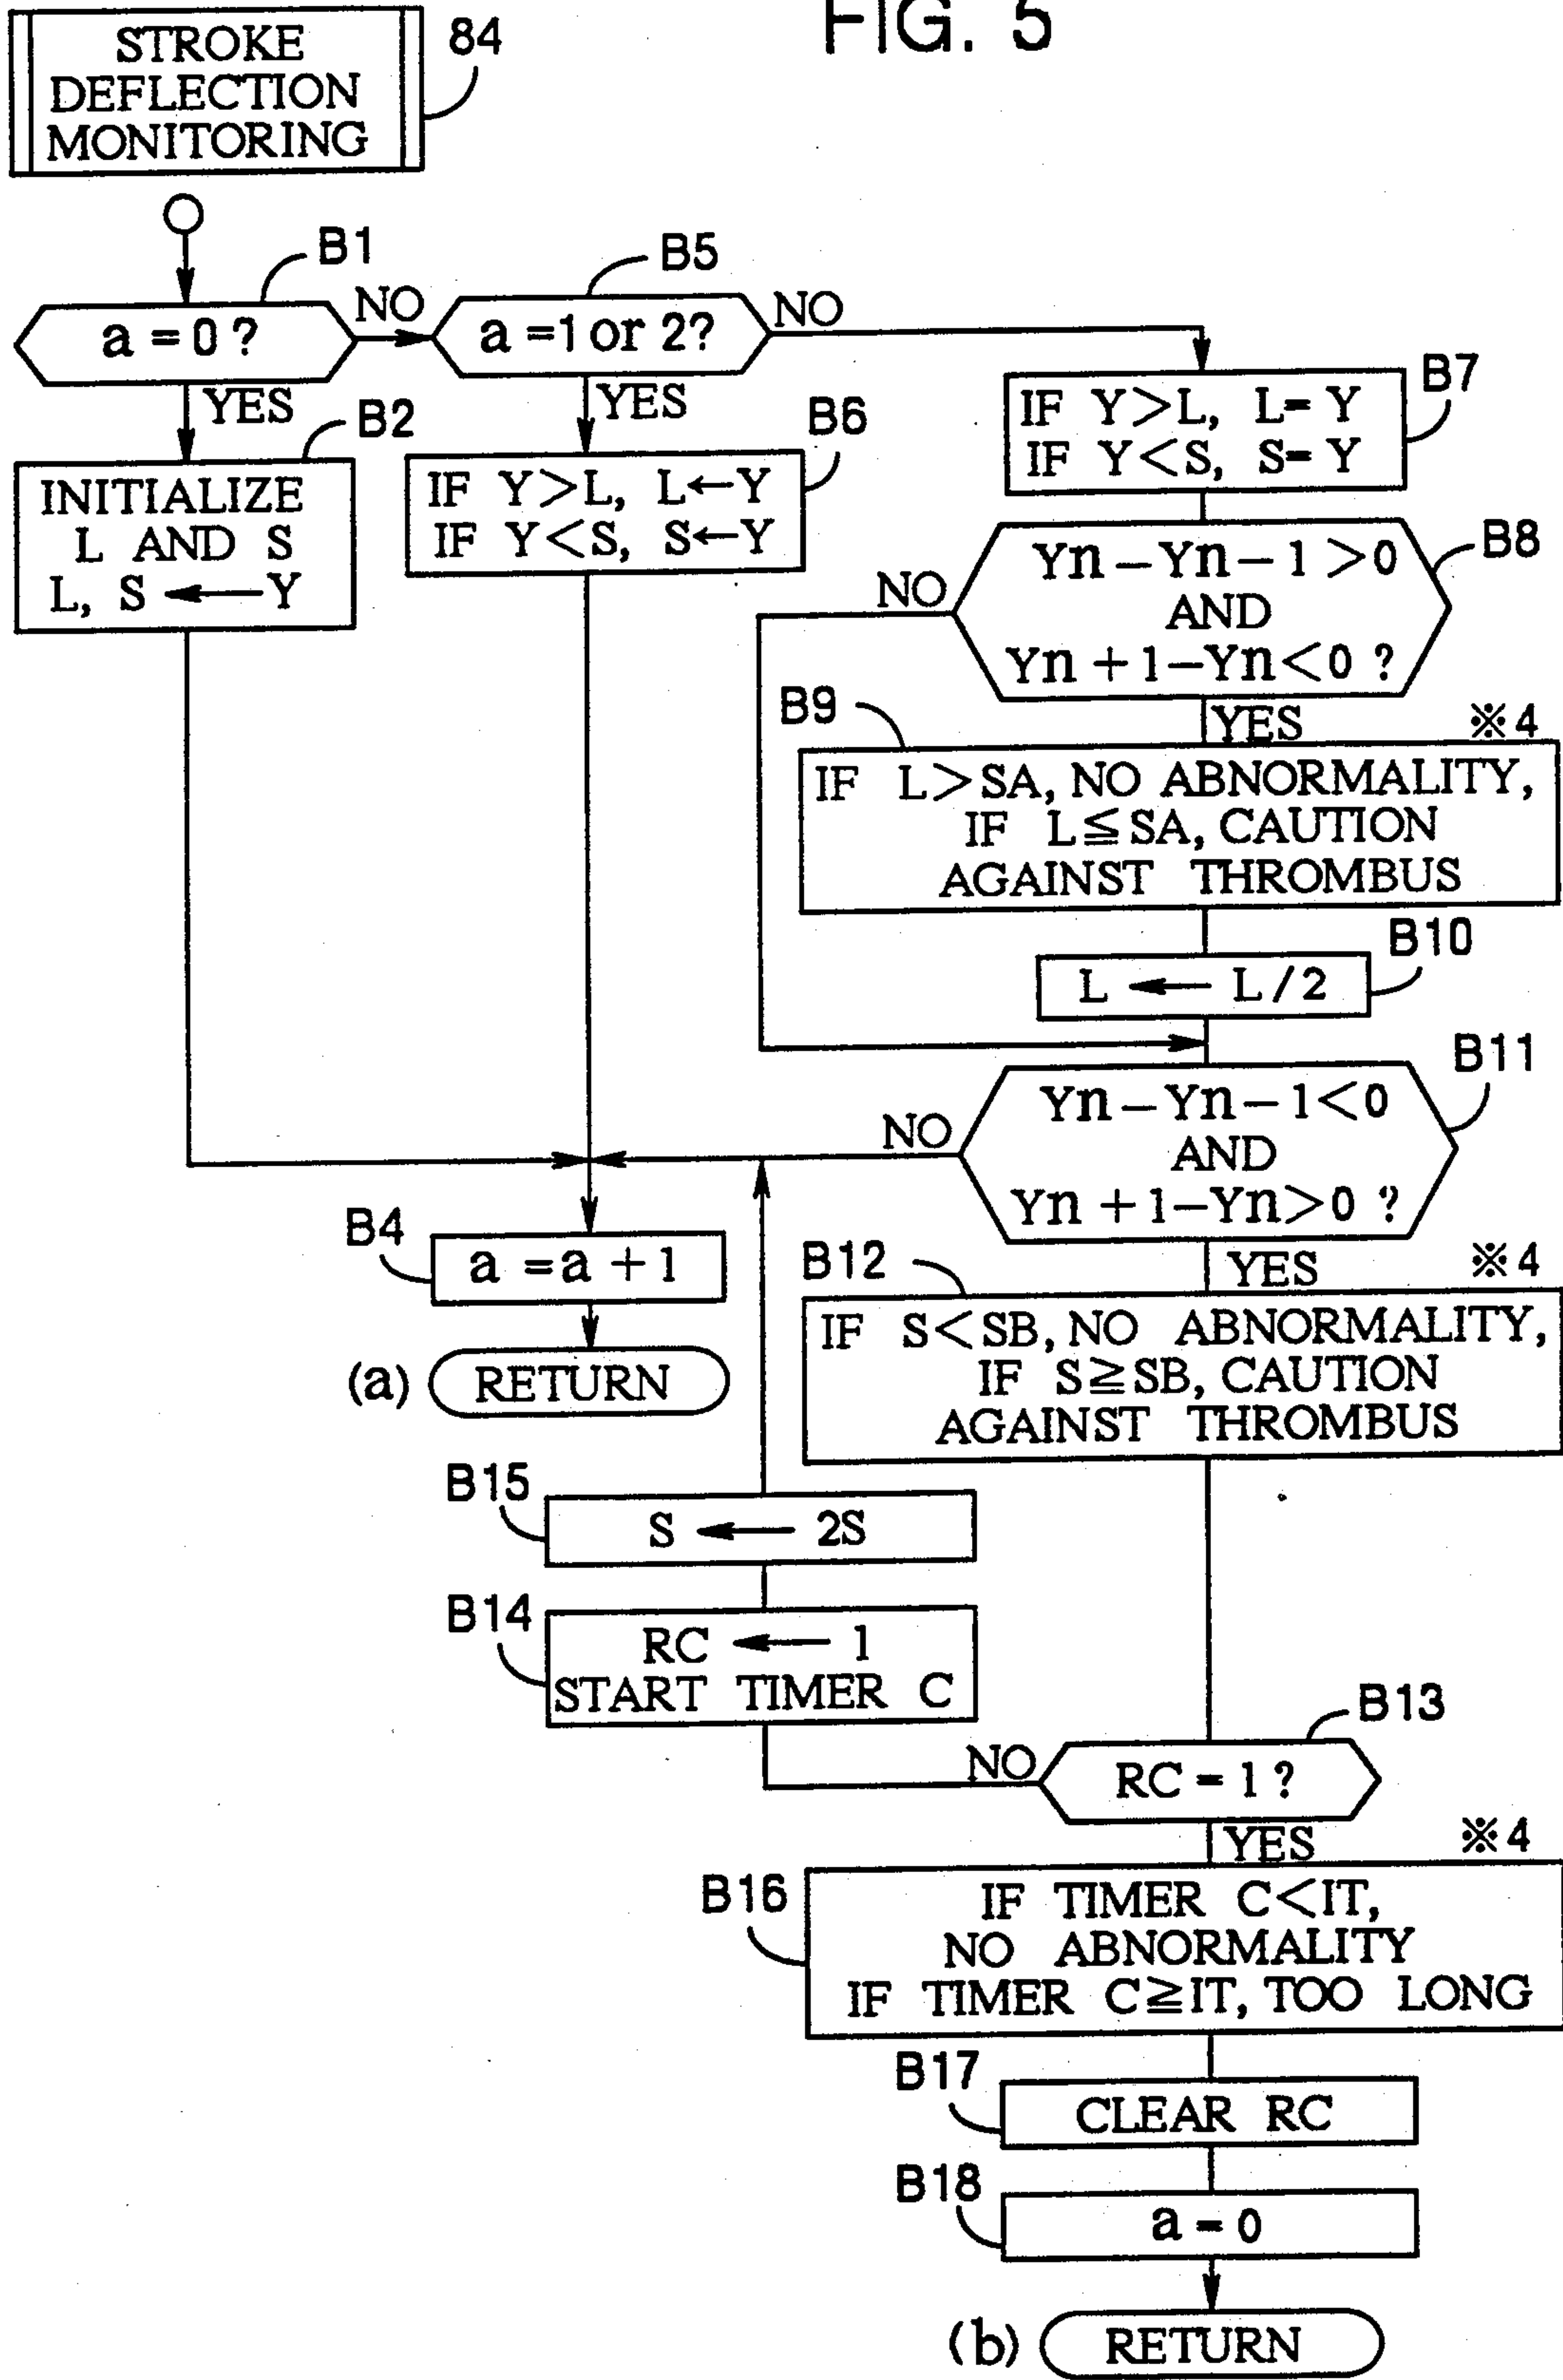 FIG. 5
STROKE
DEFLECTION
MONITORING
84
B1
a = 0 ?
NO
YES
B5
a = 1 or 2?
NO
YES
B2
INITIALIZE
L AND S
L, S ← Y
B6
IF Y>L, L←Y
IF Y<S, S←Y
B7
IF Y>L, L= Y
IF Y<S, S= Y
B8
Yn - Yn - 1 > 0
AND
Yn + 1 - Yn < 0 ?
NO
YES
B9
※4
IF L>SA, NO ABNORMALITY,
IF L≦SA, CAUTION
AGAINST THROMBUS
B10
L ← L/2
B11
Yn - Yn - 1 < 0
AND
Yn + 1 - Yn > 0 ?
NO
YES
B4
a = a + 1
(a) RETURN
B12
※4
IF S<SB, NO ABNORMALITY,
IF S≧SB, CAUTION
AGAINST THROMBUS
B15
S ← 2S
B14
RC ← 1
START TIMER C
B13
RC = 1 ?
NO
YES
※4
B16
IF TIMER C<IT,
NO ABNORMALITY
IF TIMER C≧IT, TOO LONG
B17
CLEAR RC
B18
a = 0
(b) RETURN